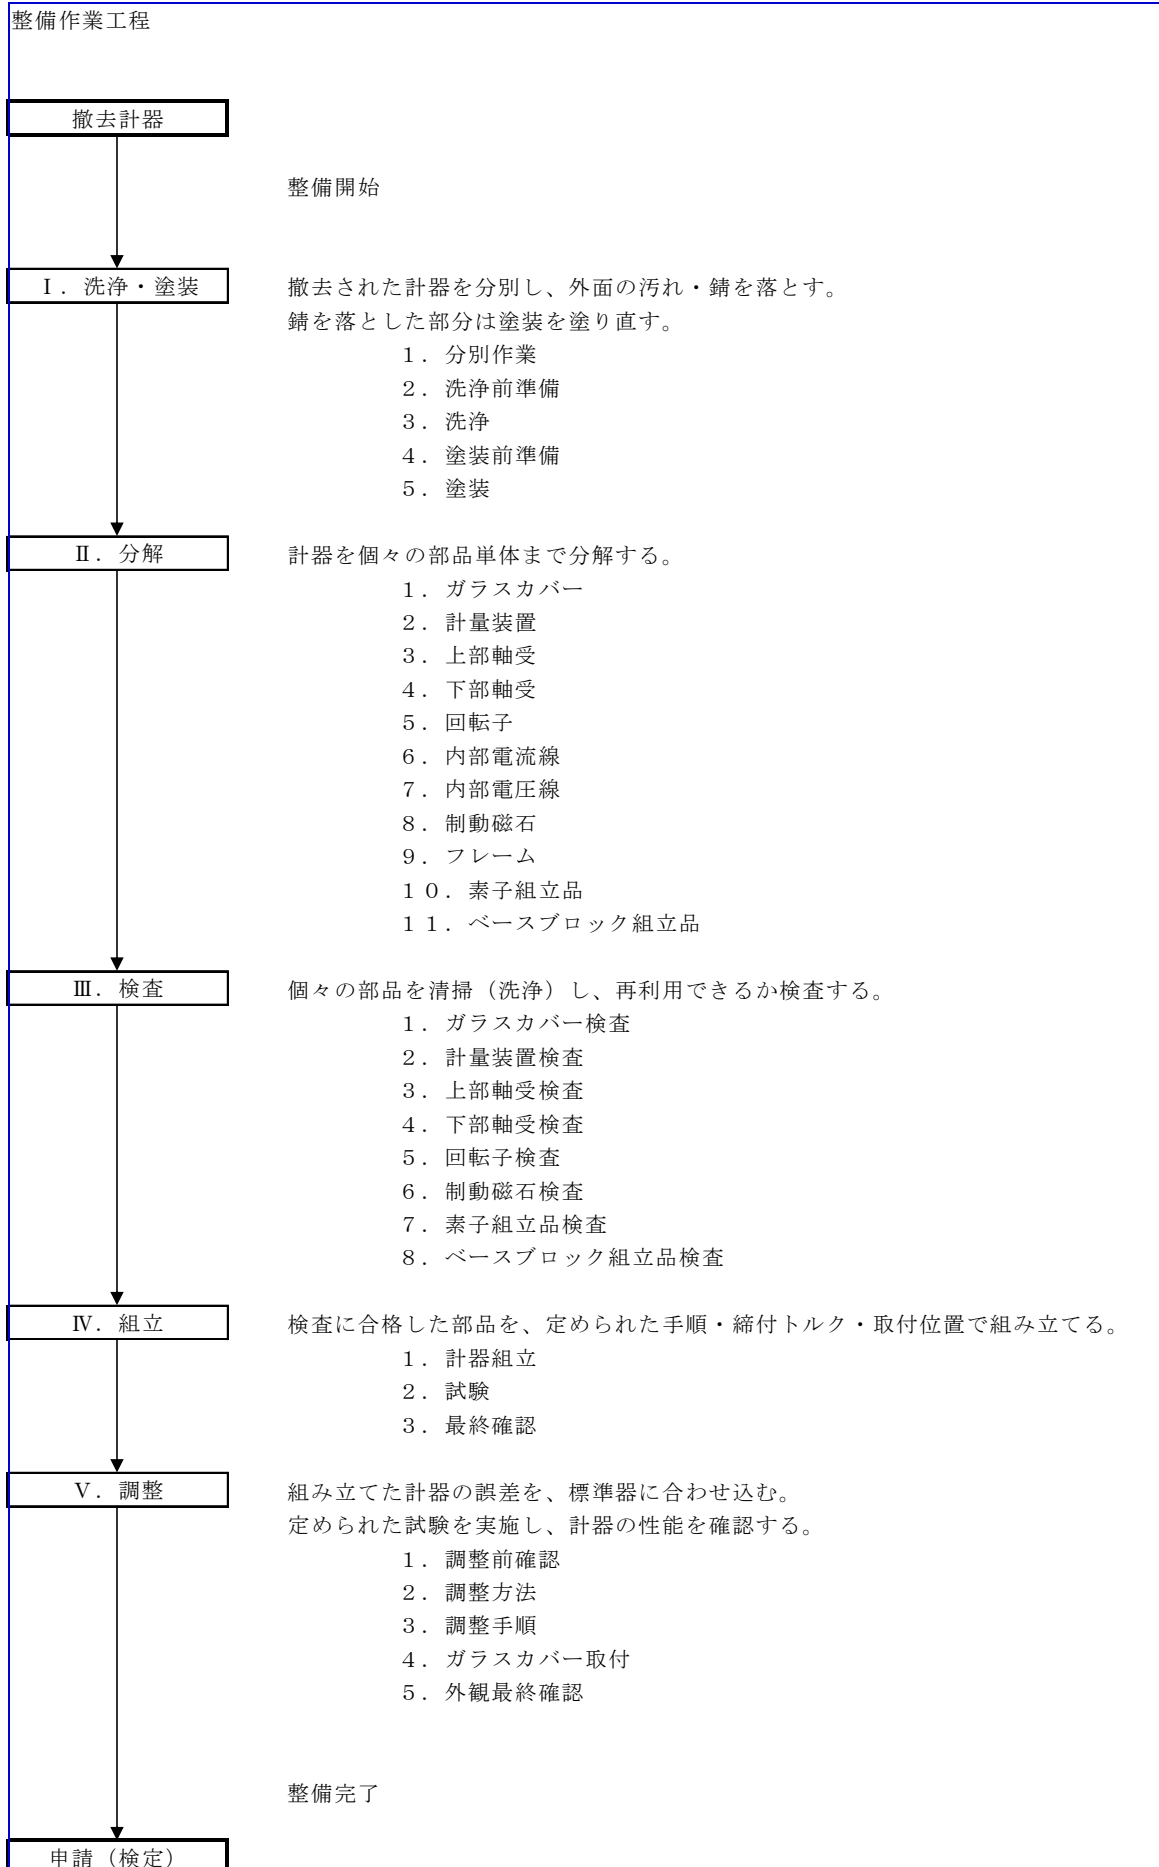 整備作業工程
撤去計器
整備開始
Ⅰ．洗浄・塗装
撤去された計器を分別し、外面の汚れ・錆を落とす。
錆を落とした部分は塗装を塗り直す。
１．分別作業
２．洗浄前準備
３．洗浄
４．塗装前準備
５．塗装
Ⅱ．分解
計器を個々の部品単体まで分解する。
１．ガラスカバー
２．計量装置
３．上部軸受
４．下部軸受
５．回転子
６．内部電流線
７．内部電圧線
８．制動磁石
９．フレーム
１０．素子組立品
１１．ベースブロック組立品
Ⅲ．検査
個々の部品を清掃（洗浄）し、再利用できるか検査する。
１．ガラスカバー検査
２．計量装置検査
３．上部軸受検査
４．下部軸受検査
５．回転子検査
６．制動磁石検査
７．素子組立品検査
８．ベースブロック組立品検査
Ⅳ．組立
検査に合格した部品を、定められた手順・締付トルク・取付位置で組み立てる。
１．計器組立
２．試験
３．最終確認
Ⅴ．調整
組み立てた計器の誤差を、標準器に合わせ込む。
定められた試験を実施し、計器の性能を確認する。
１．調整前確認
２．調整方法
３．調整手順
４．ガラスカバー取付
５．外観最終確認
整備完了
申請（検定）